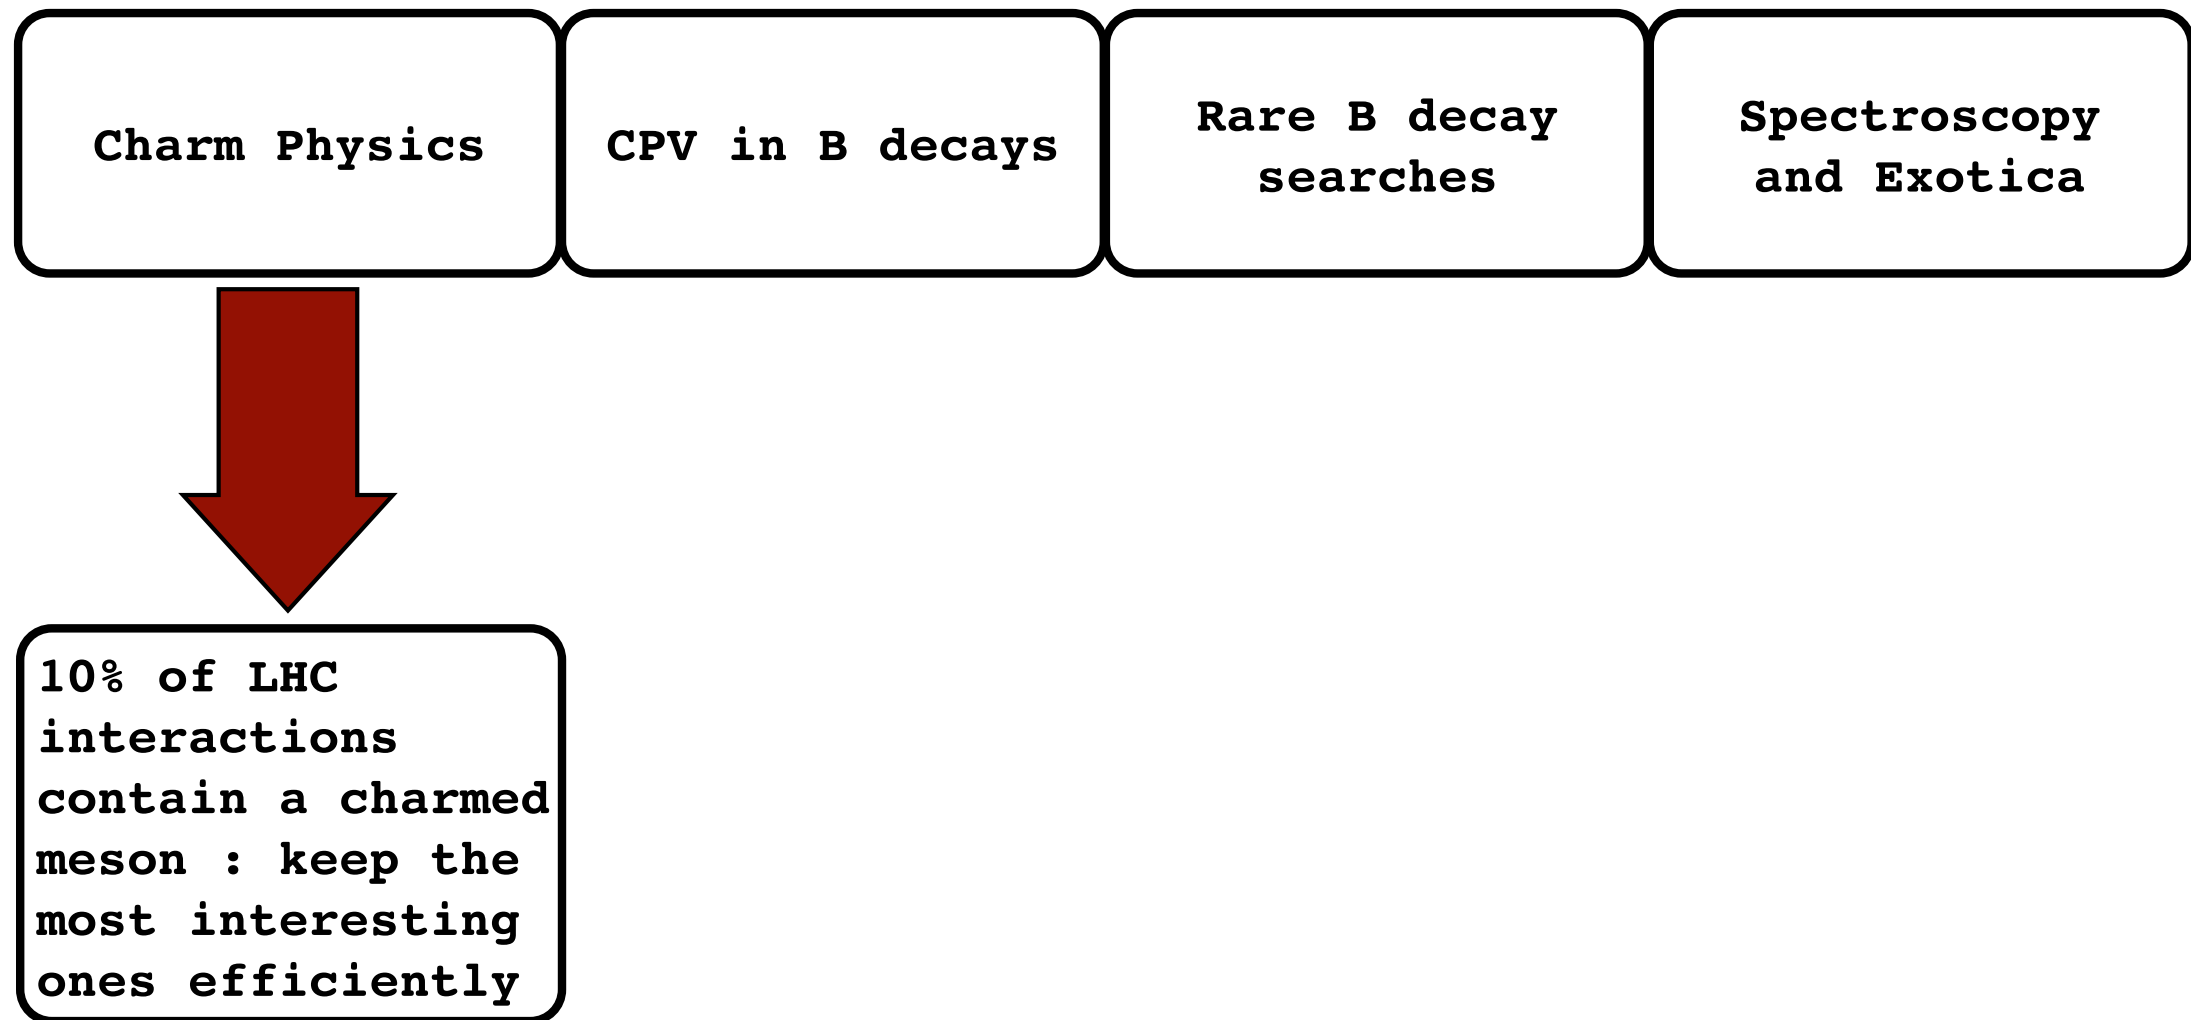 Charm Physics
CPV in B decays
Rare B decay
searches
Spectroscopy
and Exotica
10% of LHC
interactions
contain a charmed
meson : keep the
most interesting
ones efficiently